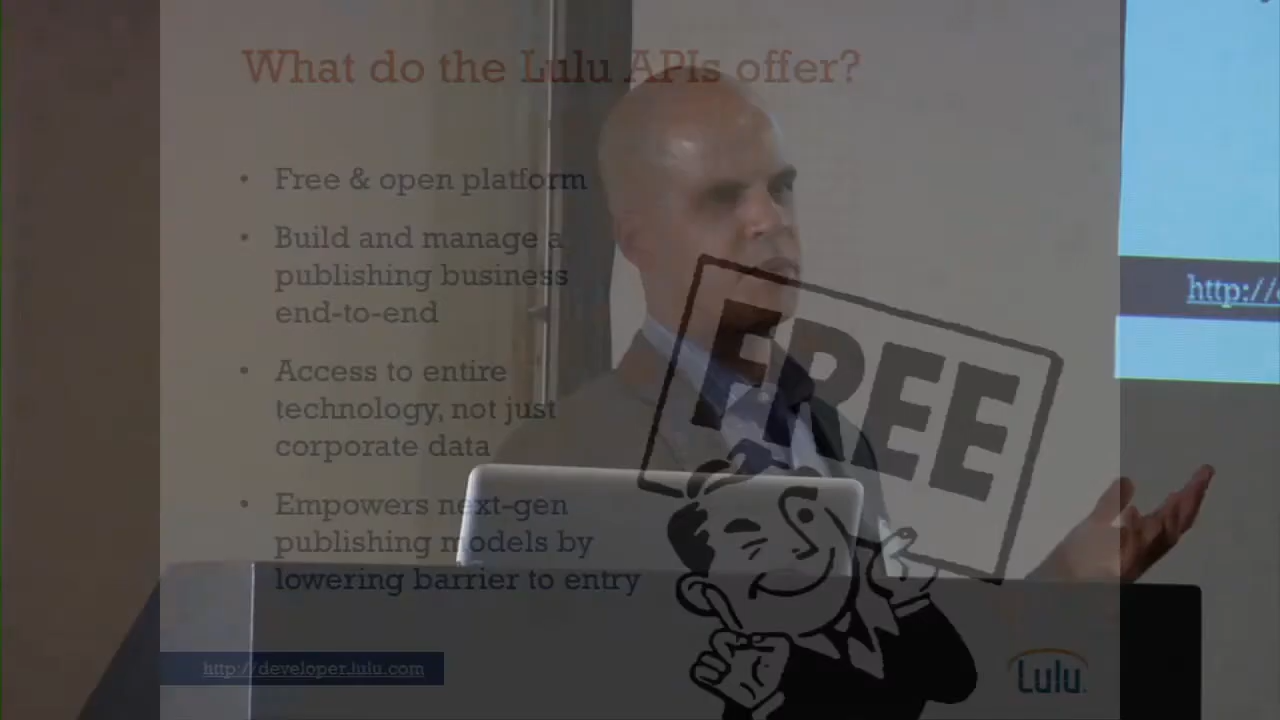 What do the Lulu APIs offer?
• Free & open platform
• Build and manage a
publishing business
end-to-end
• Access to entire
technology, not just
corporate data
• Empowers next-gen
publishing models by
lowering barrier to entry
FREE
http://developer.lulu.com
Lulu
http://